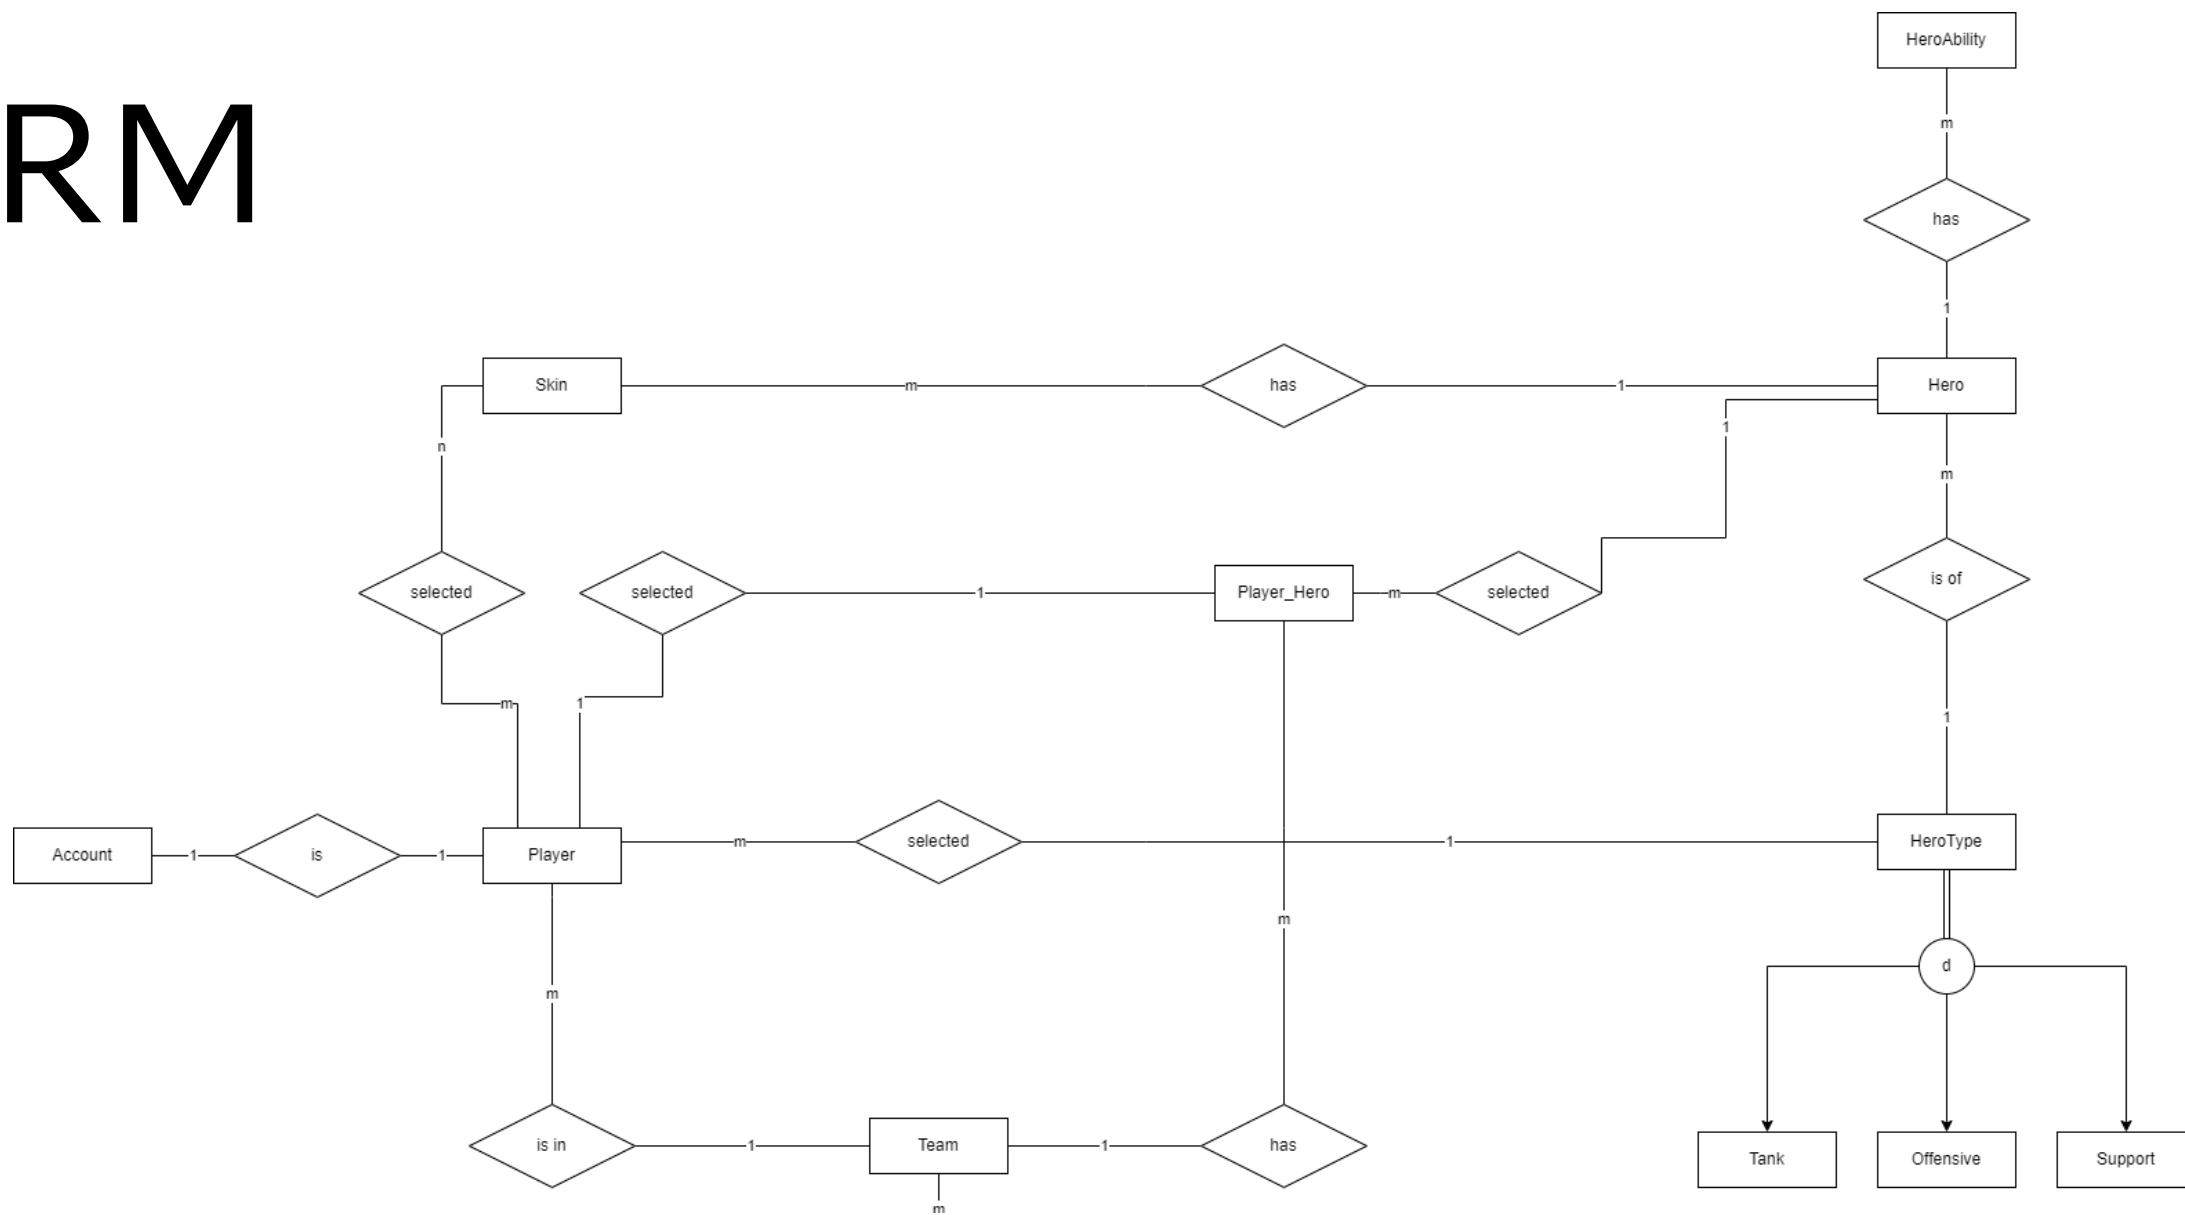 HeroAbility
RM
m
has
1
Skin
m
has
1
Hero
1
n
m
selected
selected
1
Player_Hero
m
selected
is of
m
1
1
Account
1
is
1
Player
m
selected
1
HeroType
m
d
m
is in
1
Team
1
has
Tank
Offensive
Support
m